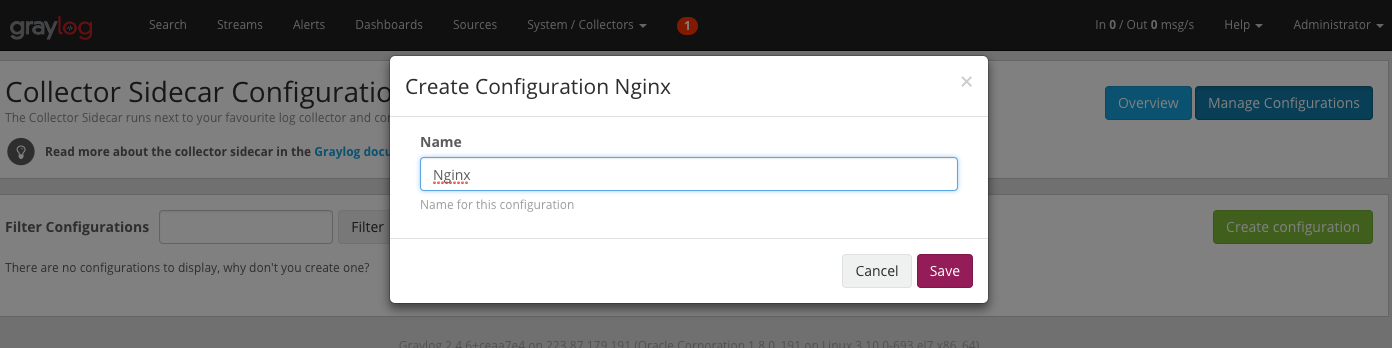 graylog Search Streams Alerts Dashboards Sources System / Collectors 1 In 0 / Out 0 msg/s Help Administrator
Create Configuration Nginx ×
Collector Sidecar Configuratio
Overview Manage Configurations
The Collector Sidecar runs next to your favourite log collector and co
Name
Read more about the collector sidecar in the Graylog docu
Nginx
Name for this configuration
Filter Configurations Filter Create configuration
There are no configurations to display, why don't you create one?
Cancel Save
Graylog 2.4.6+ceaa7e4 on 223.87.179.191 (Oracle Corporation 1.8.0_191 on Linux 3.10.0-693.el7.x86_64)